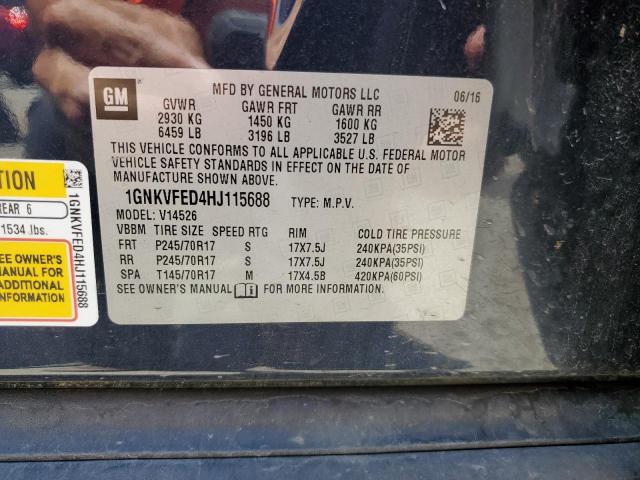 GM
MFD BY GENERAL MOTORS LLC
06/16
GVWR GAWR FRT GAWR RR
2930 KG 1450 KG 1600 KG
6459 LB 3196 LB 3527 LB
THIS VEHICLE CONFORMS TO ALL APPLICABLE U.S. FEDERAL MOTOR
VEHICLE SAFETY STANDARDS IN EFFECT ON THE DATE OF
MANUFACTURE SHOWN ABOVE.
1GNKVFED4HJ115688 TYPE: M.P.V.
MODEL: V14526
VBBM TIRE SIZE SPEED RTG RIM COLD TIRE PRESSURE
FRT P245/70R17 S 17X7.5J 240KPA(35PSI)
RR P245/70R17 S 17X7.5J 240KPA(35PSI)
SPA T145/70R17 M 17X4.5B 420KPA(60PSI)
SEE OWNER'S MANUAL FOR MORE INFORMATION.
TION
REAR 6
1534 lbs.
EE OWNER'S
MANUAL FOR
ADDITIONAL
FORMATION
1GNKVFED4HJ115688